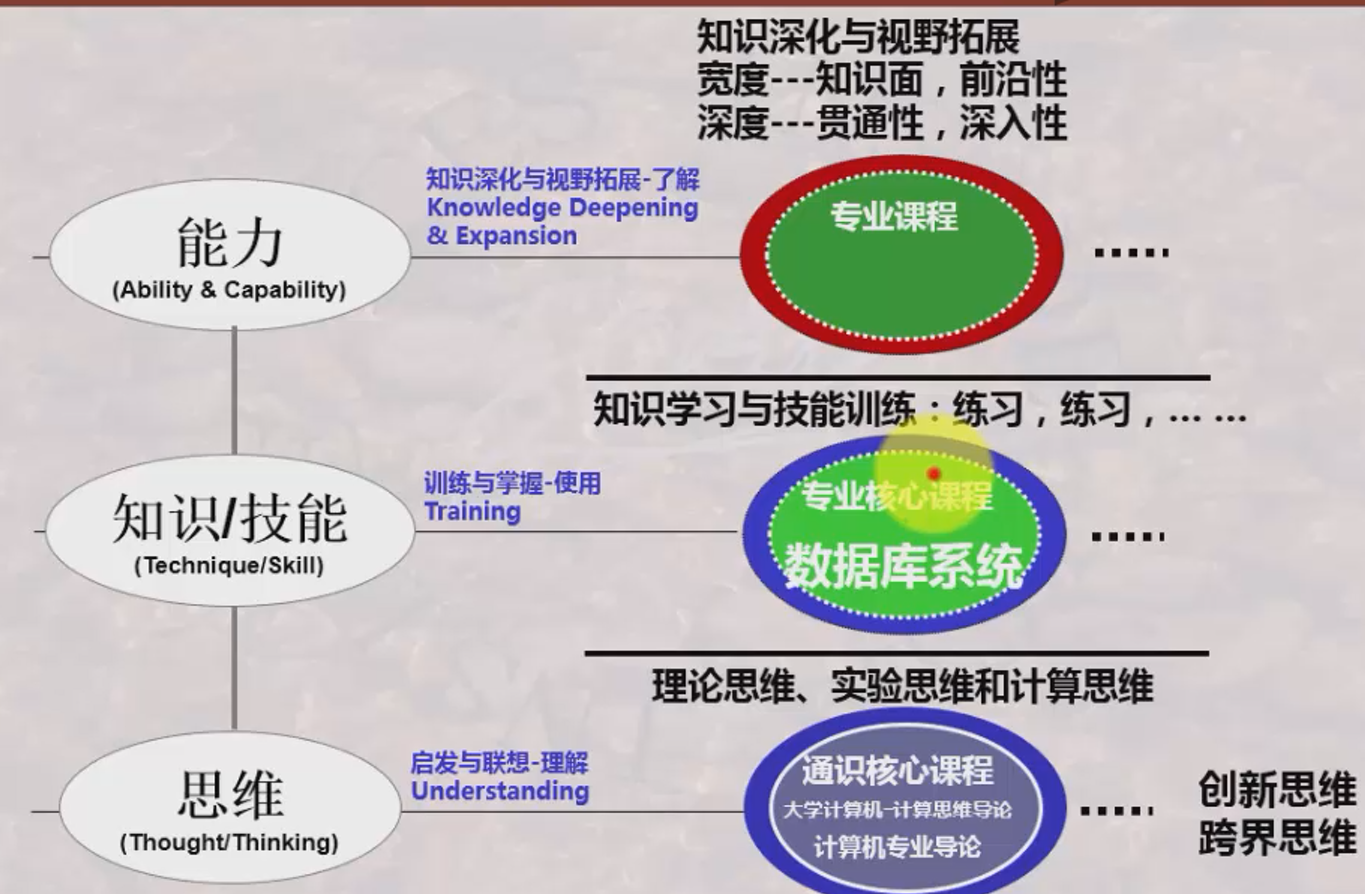 知识深化与视野拓展
宽度---知识面，前沿性
深度---贯通性，深入性
能力
(Ability & Capability)
知识深化与视野拓展-了解
Knowledge Deepening
& Expansion
专业课程
.....
知识学习与技能训练：练习，练习，... ...
知识/技能
(Technique/Skill)
训练与掌握-使用
Training
专业核心课程
数据库系统
.....
理论思维、实验思维和计算思维
思维
(Thought/Thinking)
启发与联想-理解
Understanding
通识核心课程
大学计算机-计算思维导论
计算机专业导论
.....
创新思维
跨界思维